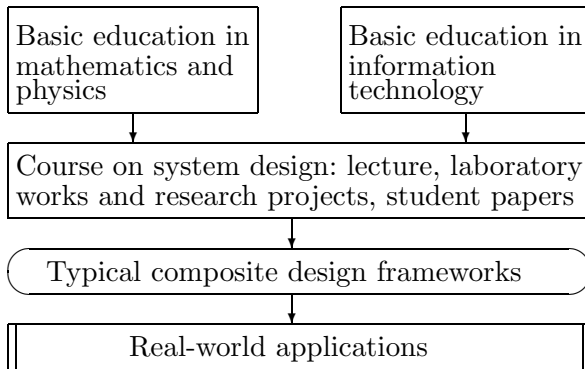 Basic education in
mathematics and
physics
Basic education in
information
technology
Course on system design: lecture, laboratory
works and research projects, student papers
Typical composite design frameworks
Real-world applications